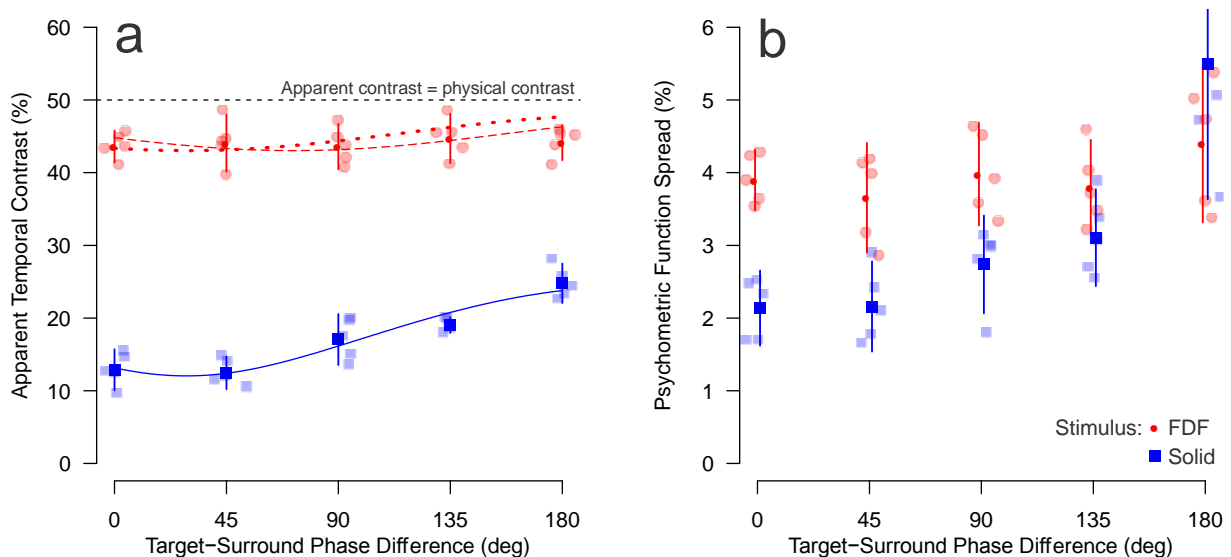 a
Apparent Temporal Contrast (%)
60
50
40
30
20
10
0
Apparent contrast = physical contrast
0 45 90 135 180
Target−Surround Phase Difference (deg)
b
Psychometric Function Spread (%)
6
5
4
3
2
1
0
Stimulus: FDF
Solid
0 45 90 135 180
Target−Surround Phase Difference (deg)